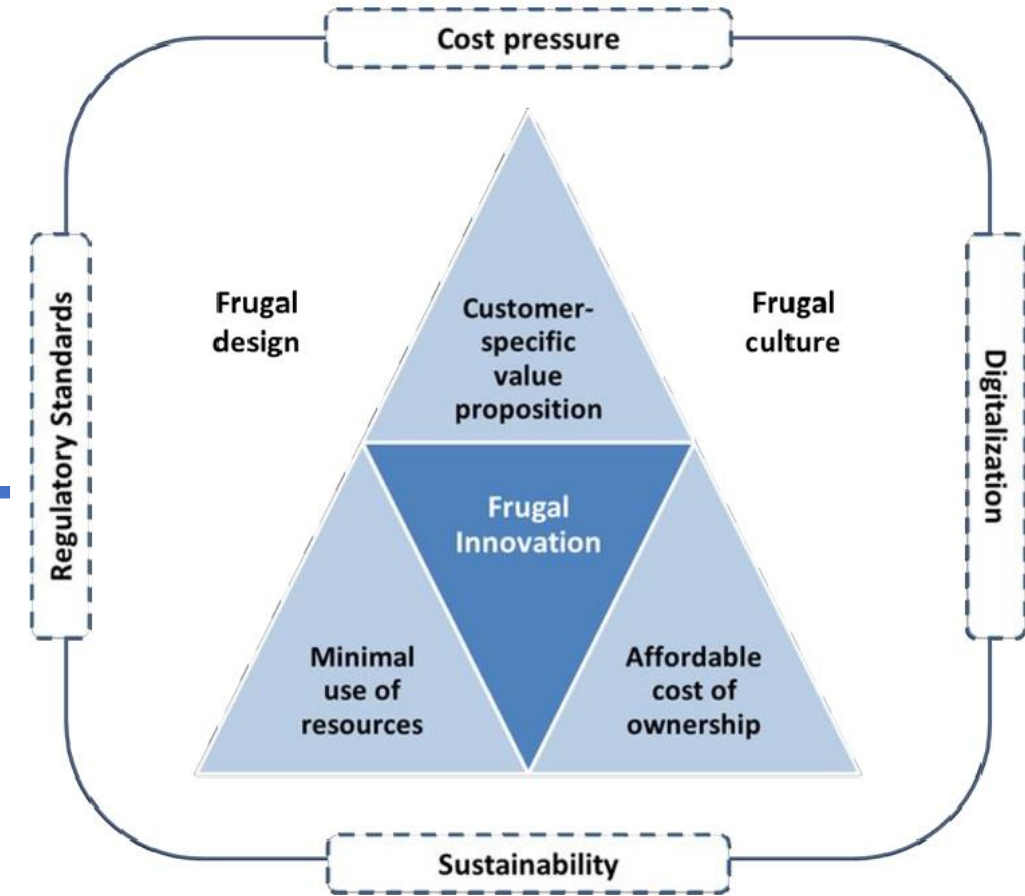 Cost pressure
Regulatory Standards
Frugal
design
Customer-
specific
value
proposition
Frugal
culture
Digitalization
Frugal
Innovation
Minimal
use of
resources
Affordable
cost of
ownership
Sustainability